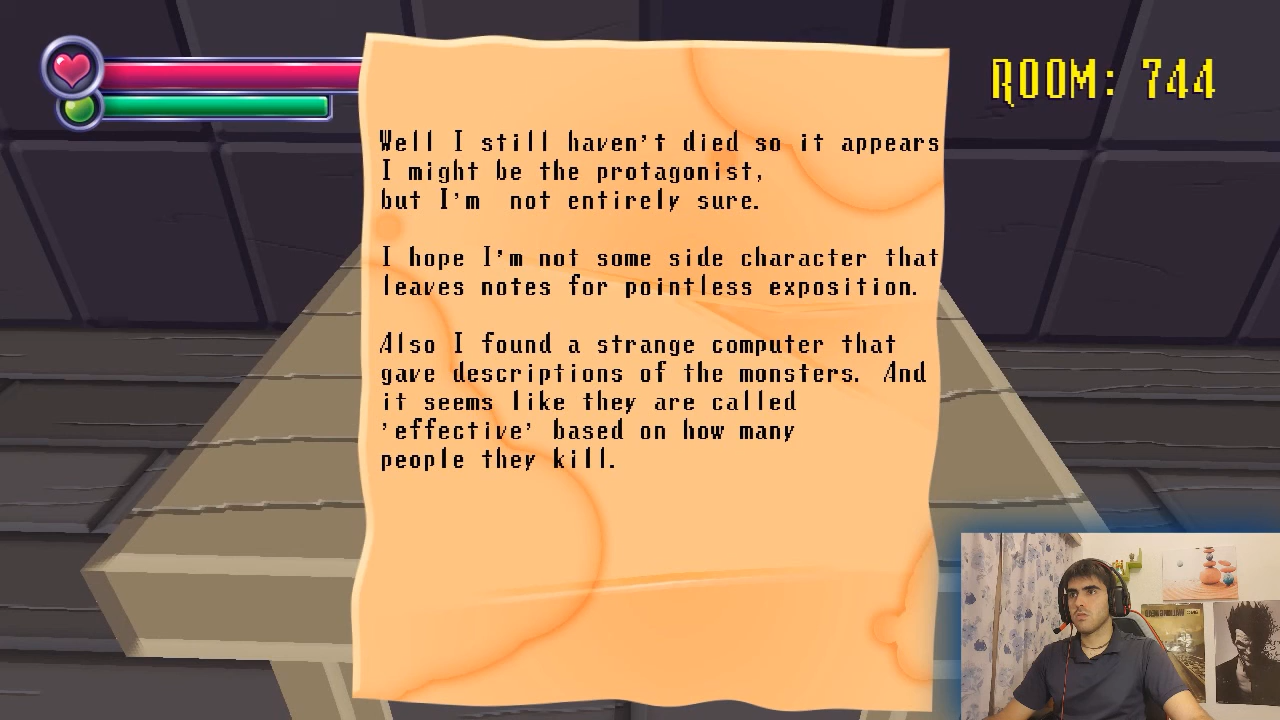 ROOM: 744
Well I still haven't died so it appears
I might be the protagonist,
but I'm  not entirely sure.
I hope I'm not some side character that
leaves notes for pointless exposition.
Also I found a strange computer that
gave descriptions of the monsters.  And
it seems like they are called
'effective' based on how many
people they kill.